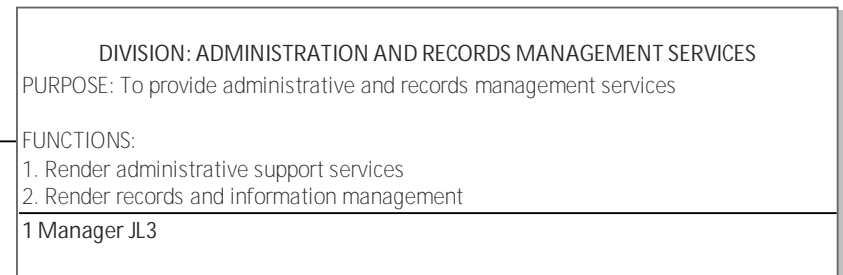 DIVISION: ADMINISTRATION AND RECORDS MANAGEMENT SERVICES
PURPOSE: To provide administrative and records management services
FUNCTIONS:
1. Render administrative support services
2. Render records and information management
1 Manager JL3